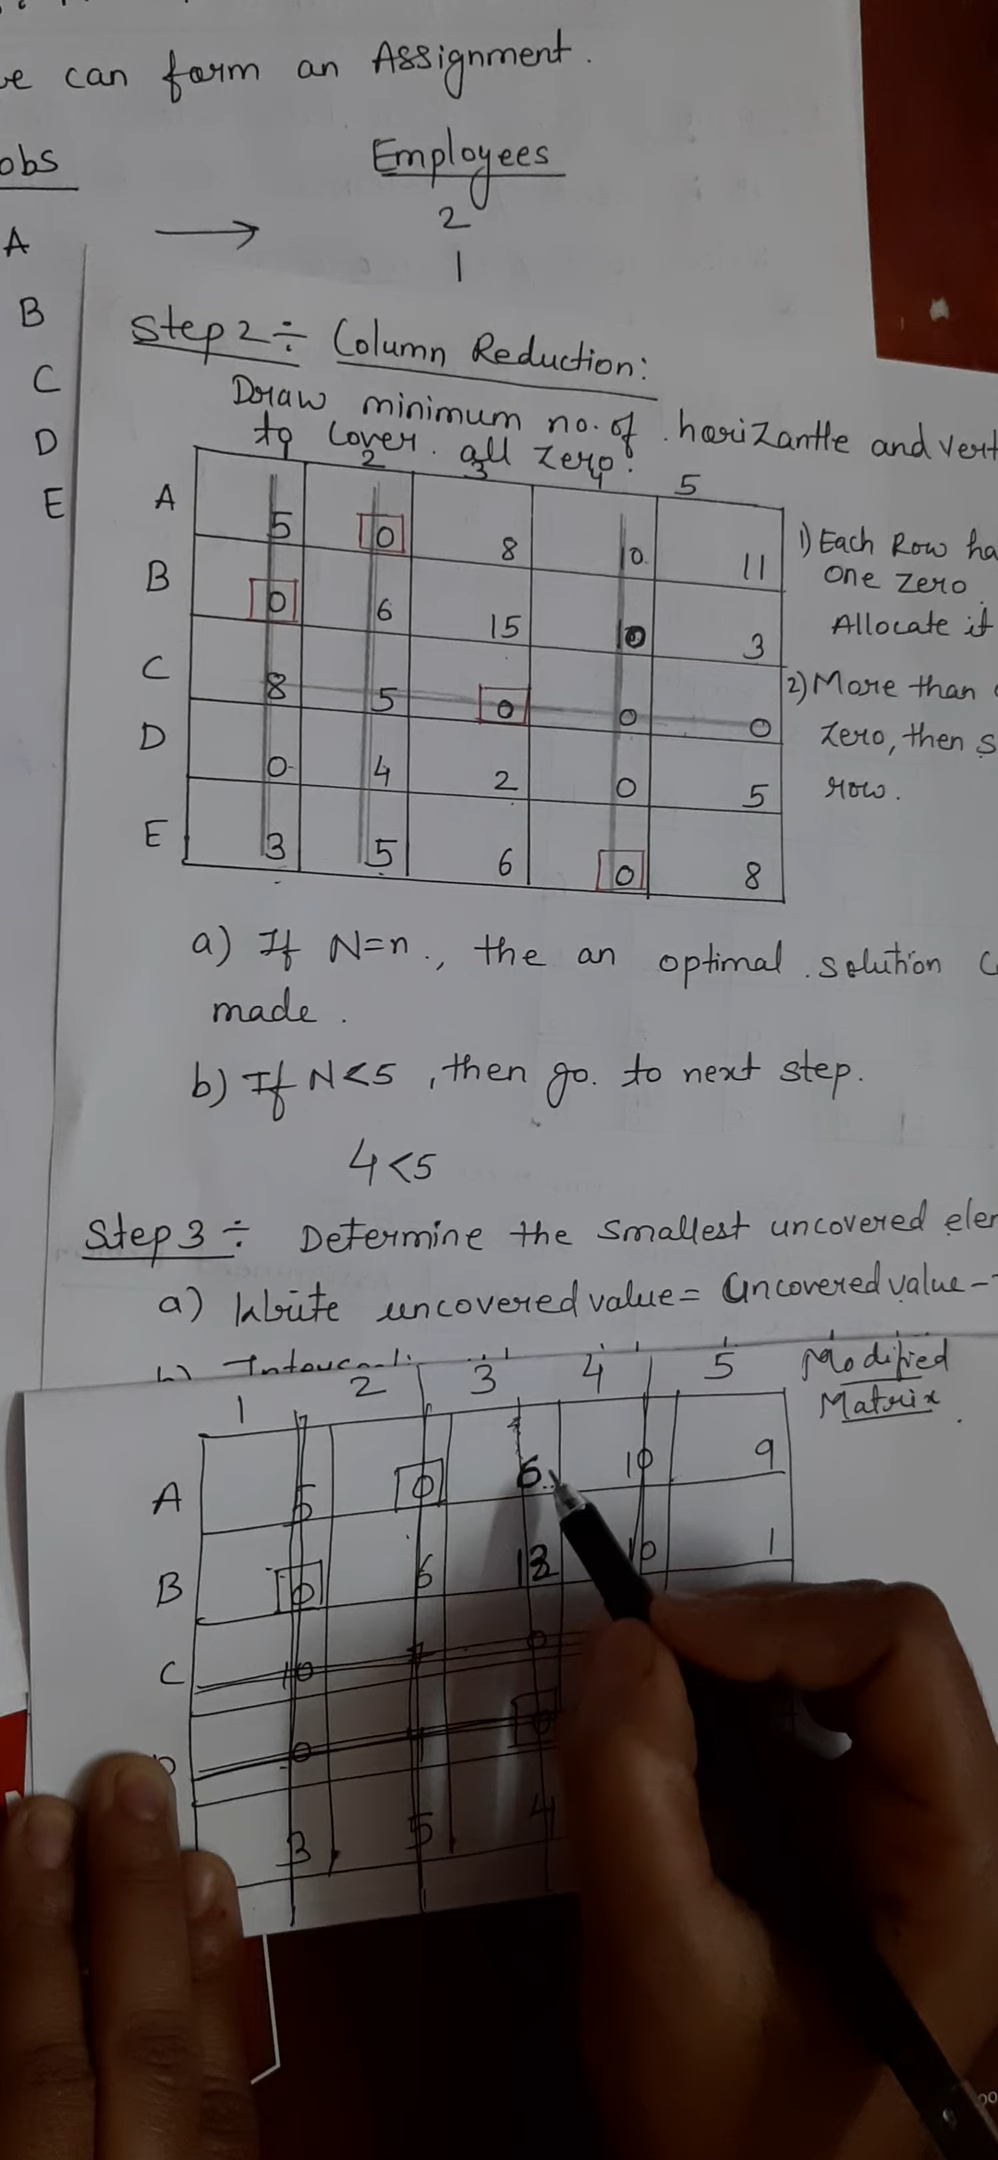 can form an Assignment.
obs Employees
A → 2
1
B
C
D
E
Step 2 ÷ Column Reduction:
Draw minimum no. of horizantle and vert
to Cover all zero.
2 3 4 5
A 5 0 8 10 11
B 0 6 15 10 3
C 8 5 0 0 0
D 0 4 2 0 5
E 3 5 6 0 8
1) Each Row ha
one zero.
Allocate it
2) More than
zero, then s
row.
a) If N=n., the an optimal solution
made.
b) If N<5, then go. to next step.
4<5
Step 3 ÷ Determine the smallest uncovered elem
a) Write uncovered value = Uncovered value -
1 2 3 4 5 Modified
Matrix.
A 5 0 6 10 9
B 0 6 13 10 1
C 10 7 0
0 4 0
3 5 4